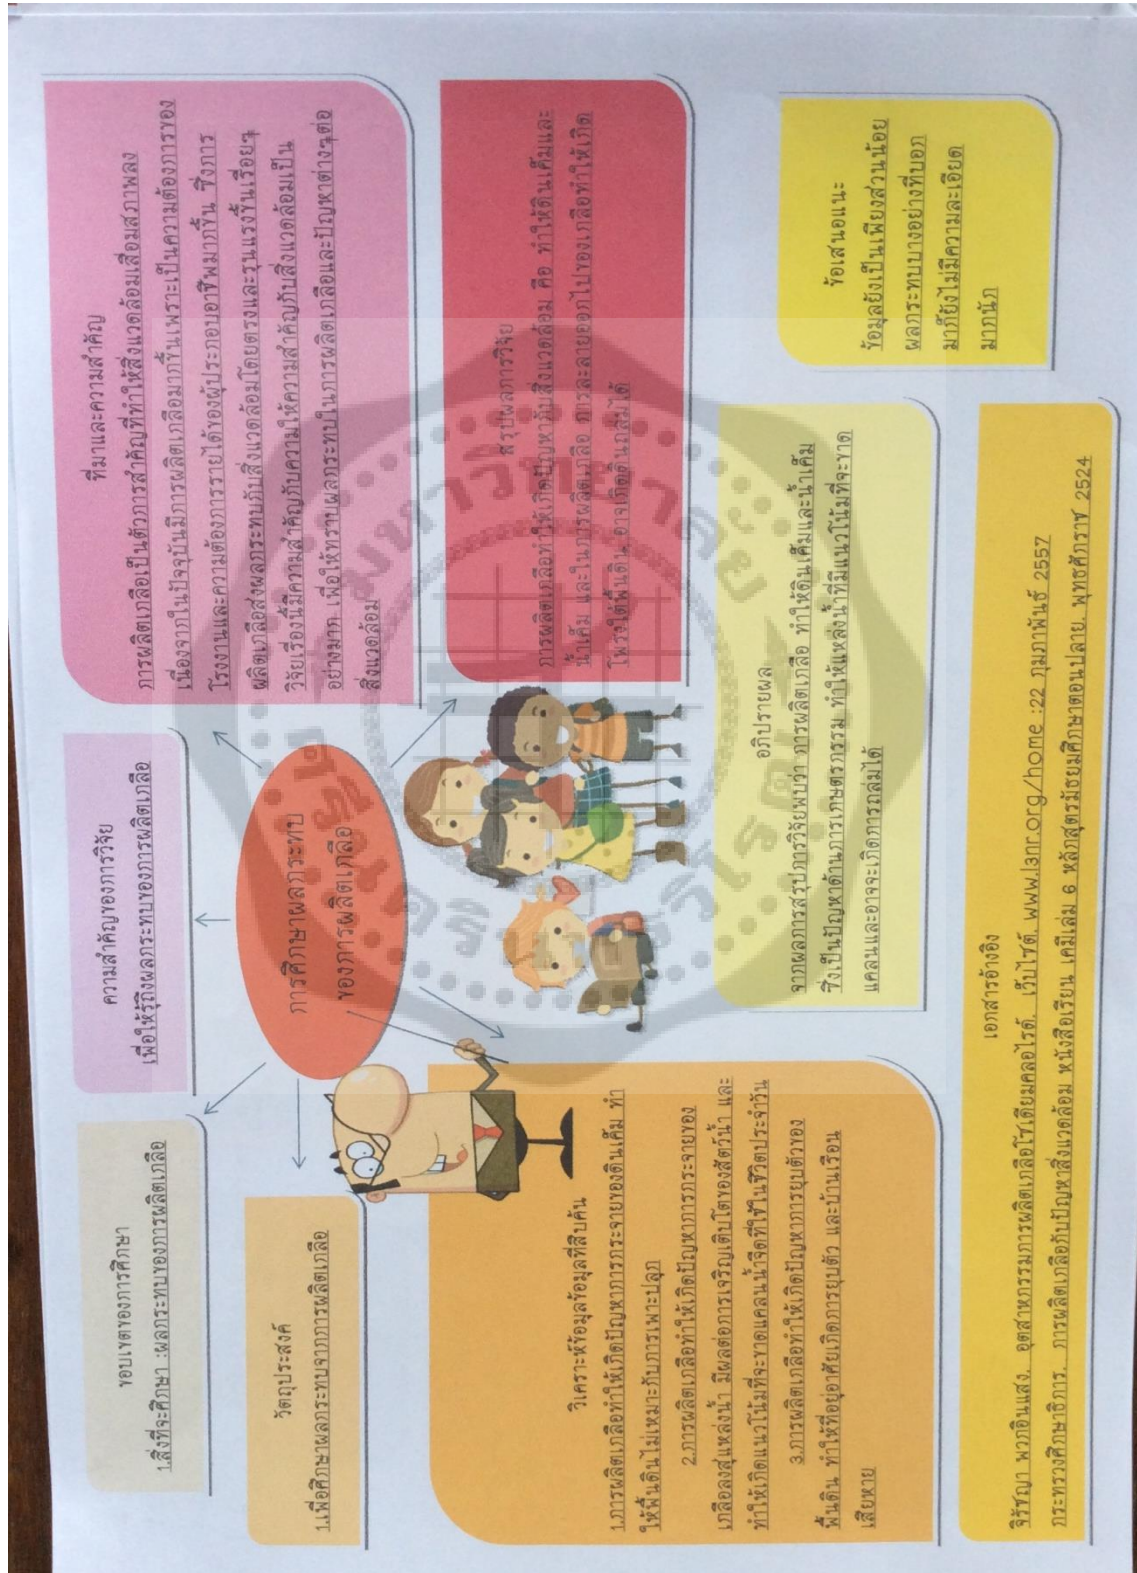 การศึกษาผลกระทบ
ของการผลิตเกลือ
ขอบเขตของการศึกษา
1.สิ่งที่จะศึกษา :ผลกระทบของการผลิตเกลือ
ความสำคัญของการวิจัย
เพื่อให้รู้ถึงผลกระทบของการผลิตเกลือ
ที่มาและความสำคัญ
การผลิตเกลือเป็นตัวการสำคัญที่ทำให้สิ่งแวดล้อมเสื่อมสภาพลง
เนื่องจากในปัจจุบันมีการผลิตเกลือมากขึ้นเพราะเป็นความต้องการของ
โรงงานและความต้องการรายได้ของผู้ประกอบอาชีพมากขึ้น ซึ่งการ
ผลิตเกลือส่งผลกระทบกับสิ่งแวดล้อมโดยตรงและรุนแรงขึ้นเรื่อยๆ
วิจัยเรื่องนี้มีความสำคัญกับความให้ความสำคัญกับสิ่งแวดล้อมเป็น
อย่างมาก เพื่อให้ทราบผลกระทบในการผลิตเกลือและปัญหาต่างๆต่อ
สิ่งแวดล้อม
วัตถุประสงค์
1.เพื่อศึกษาผลกระทบจากการผลิตเกลือ
วิเคราะห์ข้อมูลข้อมูลที่สืบค้น
1.การผลิตเกลือทำให้เกิดปัญหาการกระจายของดินเค็ม ทำ
ให้พื้นดินไม่เหมาะกับการเพาะปลูก
2.การผลิตเกลือทำให้เกิดปัญหาการกระจายของ
เกลือลงสู่แหล่งน้ำ มีผลต่อการเจริญเติบโตของสัตว์น้ำ และ
ทำให้เกิดแนวโน้มที่จะขาดแคลนน้ำจืดที่ใช้ในชีวิตประจำวัน
3.การผลิตเกลือทำให้เกิดปัญหาการยุบตัวของ
พื้นดิน ทำให้ที่อยู่อาศัยเกิดการยุบตัว และบ้านเรือน
เสียหาย
สรุปผลการวิจัย
การผลิตเกลือทำให้เกิดปัญหากับสิ่งแวดล้อม คือ ทำให้ดินเค็มและ
น้ำเค็ม และในการผลิตเกลือ การละลายออกไปของเกลือทำให้เกิด
โพรงใต้พื้นดิน อาจเกิดดินถล่มได้
อภิปรายผล
จากผลการสรุปการวิจัยพบว่า การผลิตเกลือ ทำให้ดินเค็มและน้ำเค็ม
ซึ่งเป็นปัญหาด้านการเกษตรกรรม ทำให้แหล่งน้ำที่มีแนวโน้มที่จะขาด
แคลนและอาจจะเกิดการถล่มได้
ข้อเสนอแนะ
ข้อมูลยังเป็นเพียงส่วนน้อย
ผลกระทบบางอย่างที่บอก
มาก็ยังไม่มีความละเอียด
มากนัก
เอกสารอ้างอิง
จิรัชญา พวกอินแสง. อุตสาหกรรมการผลิตเกลือโซเดียมคลอไรด์. เว็บไซต์. www.l3nr.org/home :22 กุมภาพันธ์ 2557
กระทรวงศึกษาธิการ. การผลิตเกลือกับปัญหาสิ่งแวดล้อม หนังสือเรียน เคมีเล่ม 6 หลักสูตรมัธยมศึกษาตอนปลาย. พุทธศักราช 2524